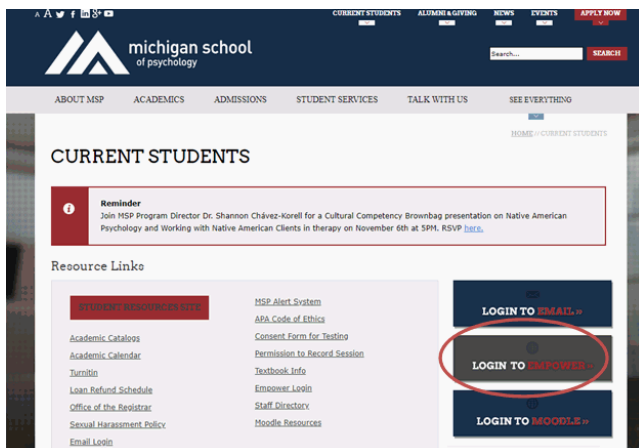 A A
CURRENT STUDENTS ALUMNI & GIVING NEWS EVENTS APPLY NOW
michigan school
of psychology
Search... SEARCH
ABOUT MSP ACADEMICS ADMISSIONS STUDENT SERVICES TALK WITH US SEE EVERYTHING
HOME » CURRENT STUDENTS
CURRENT STUDENTS
Reminder
Join MSP Program Director Dr. Shannon Chávez-Korell for a Cultural Competency Brownbag presentation on Native American
Psychology and Working with Native American Clients in therapy on November 6th at 5PM. RSVP here.
Resource Links
STUDENT RESOURCES SITE
Academic Catalogs
Academic Calendar
Turnitin
Loan Refund Schedule
Office of the Registrar
Sexual Harassment Policy
Email Login
MSP Alert System
APA Code of Ethics
Consent Form for Testing
Permission to Record Session
Textbook Info
Empower Login
Staff Directory
Moodle Resources
LOGIN TO EMAIL »
LOGIN TO EMPOWER »
LOGIN TO MOODLE »